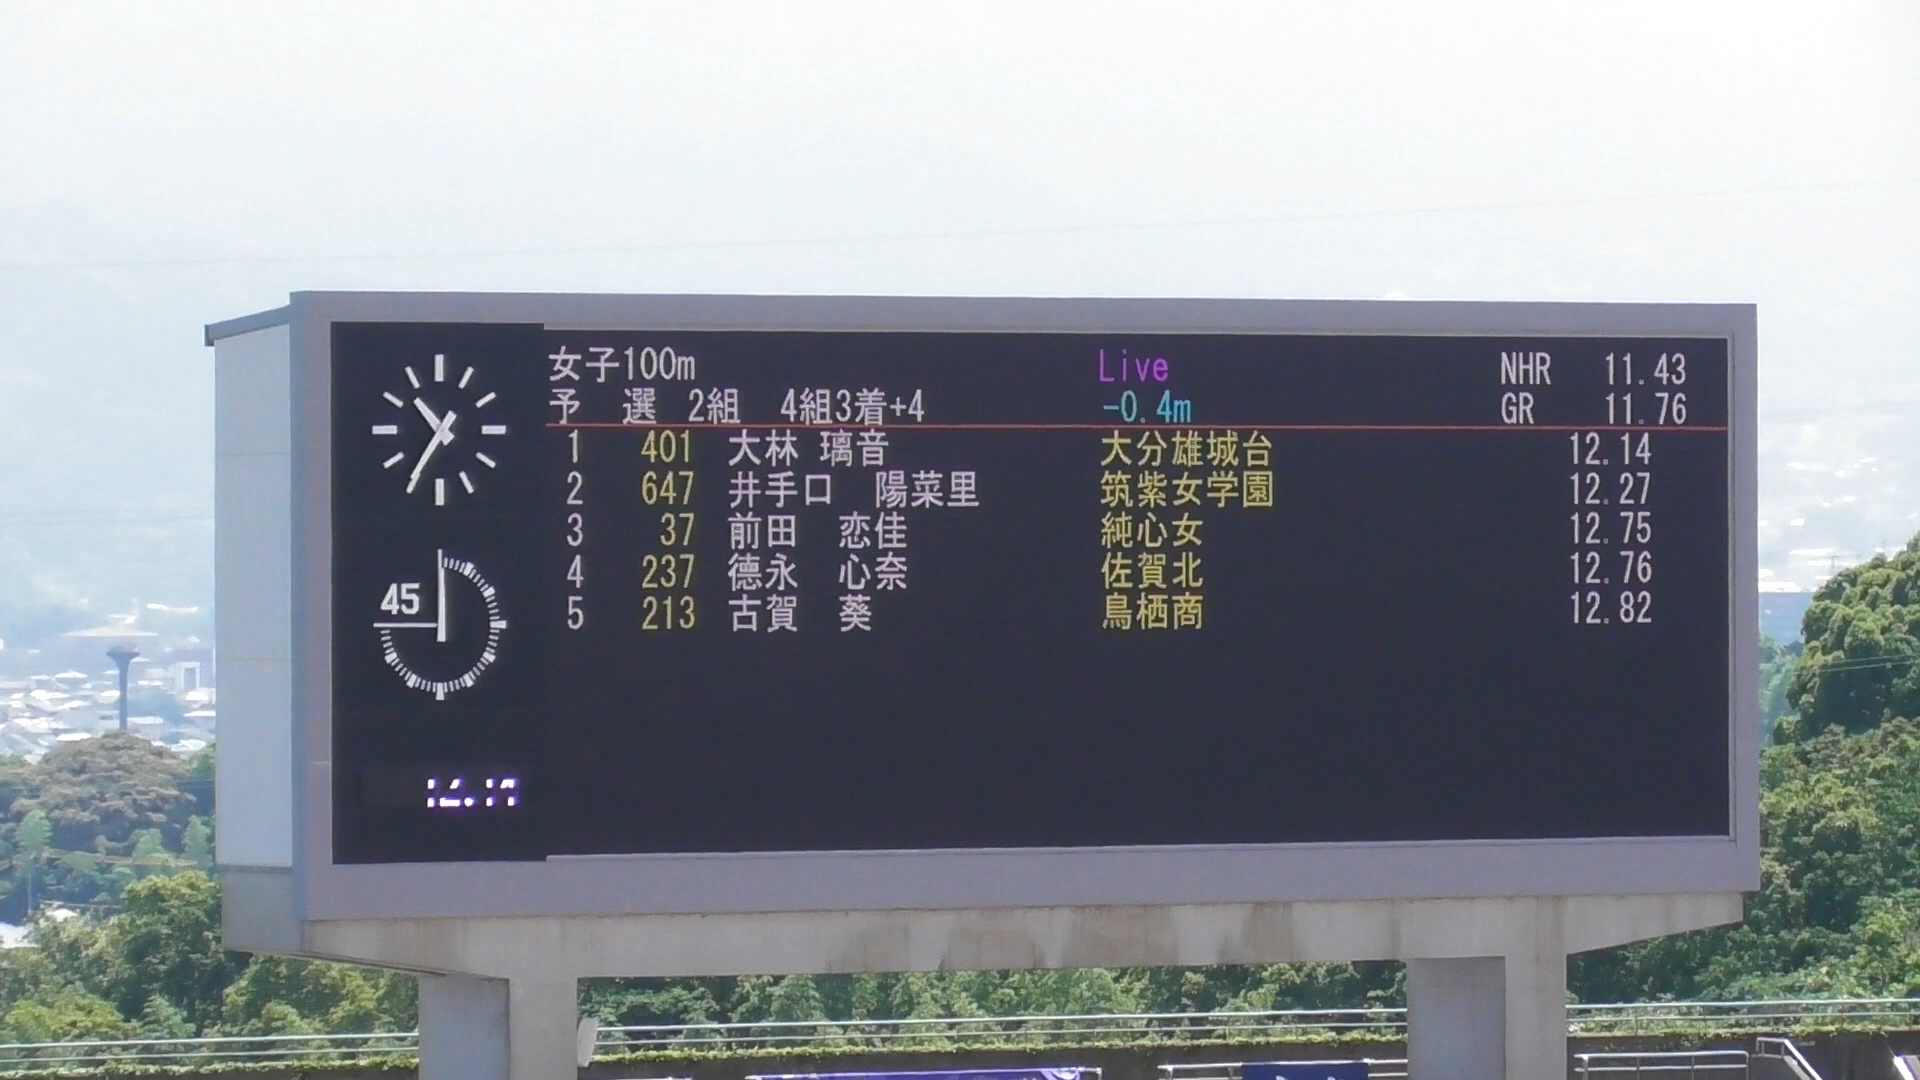 女子100m Live NHR 11.43
予 選 2組 4組3着+4 -0.4m GR 11.76
1 401 大林 璃音 大分雄城台 12.14
2 647 井手口 陽菜里 筑紫女学園 12.27
3 37 前田 恋佳 純心女 12.75
4 237 德永 心奈 佐賀北 12.76
5 213 古賀 葵 鳥栖商 12.82
45